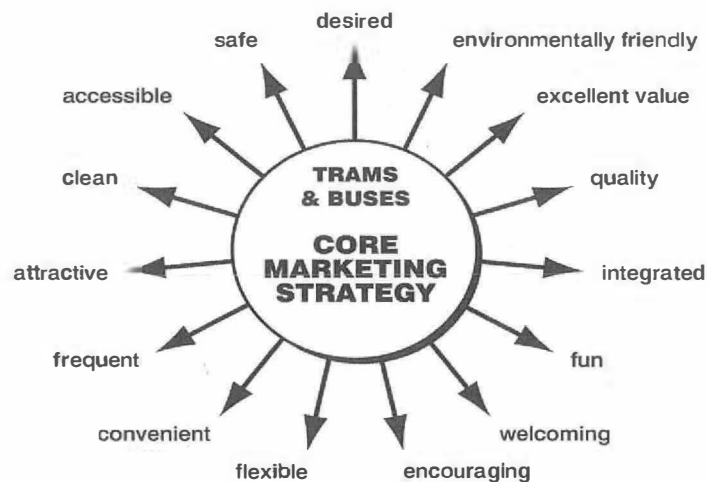 desired
safe
environmentally friendly
accessible
excellent value
clean
quality
attractive
integrated
frequent
fun
convenient
welcoming
flexible
encouraging
TRAMS
& BUSES
CORE
MARKETING
STRATEGY